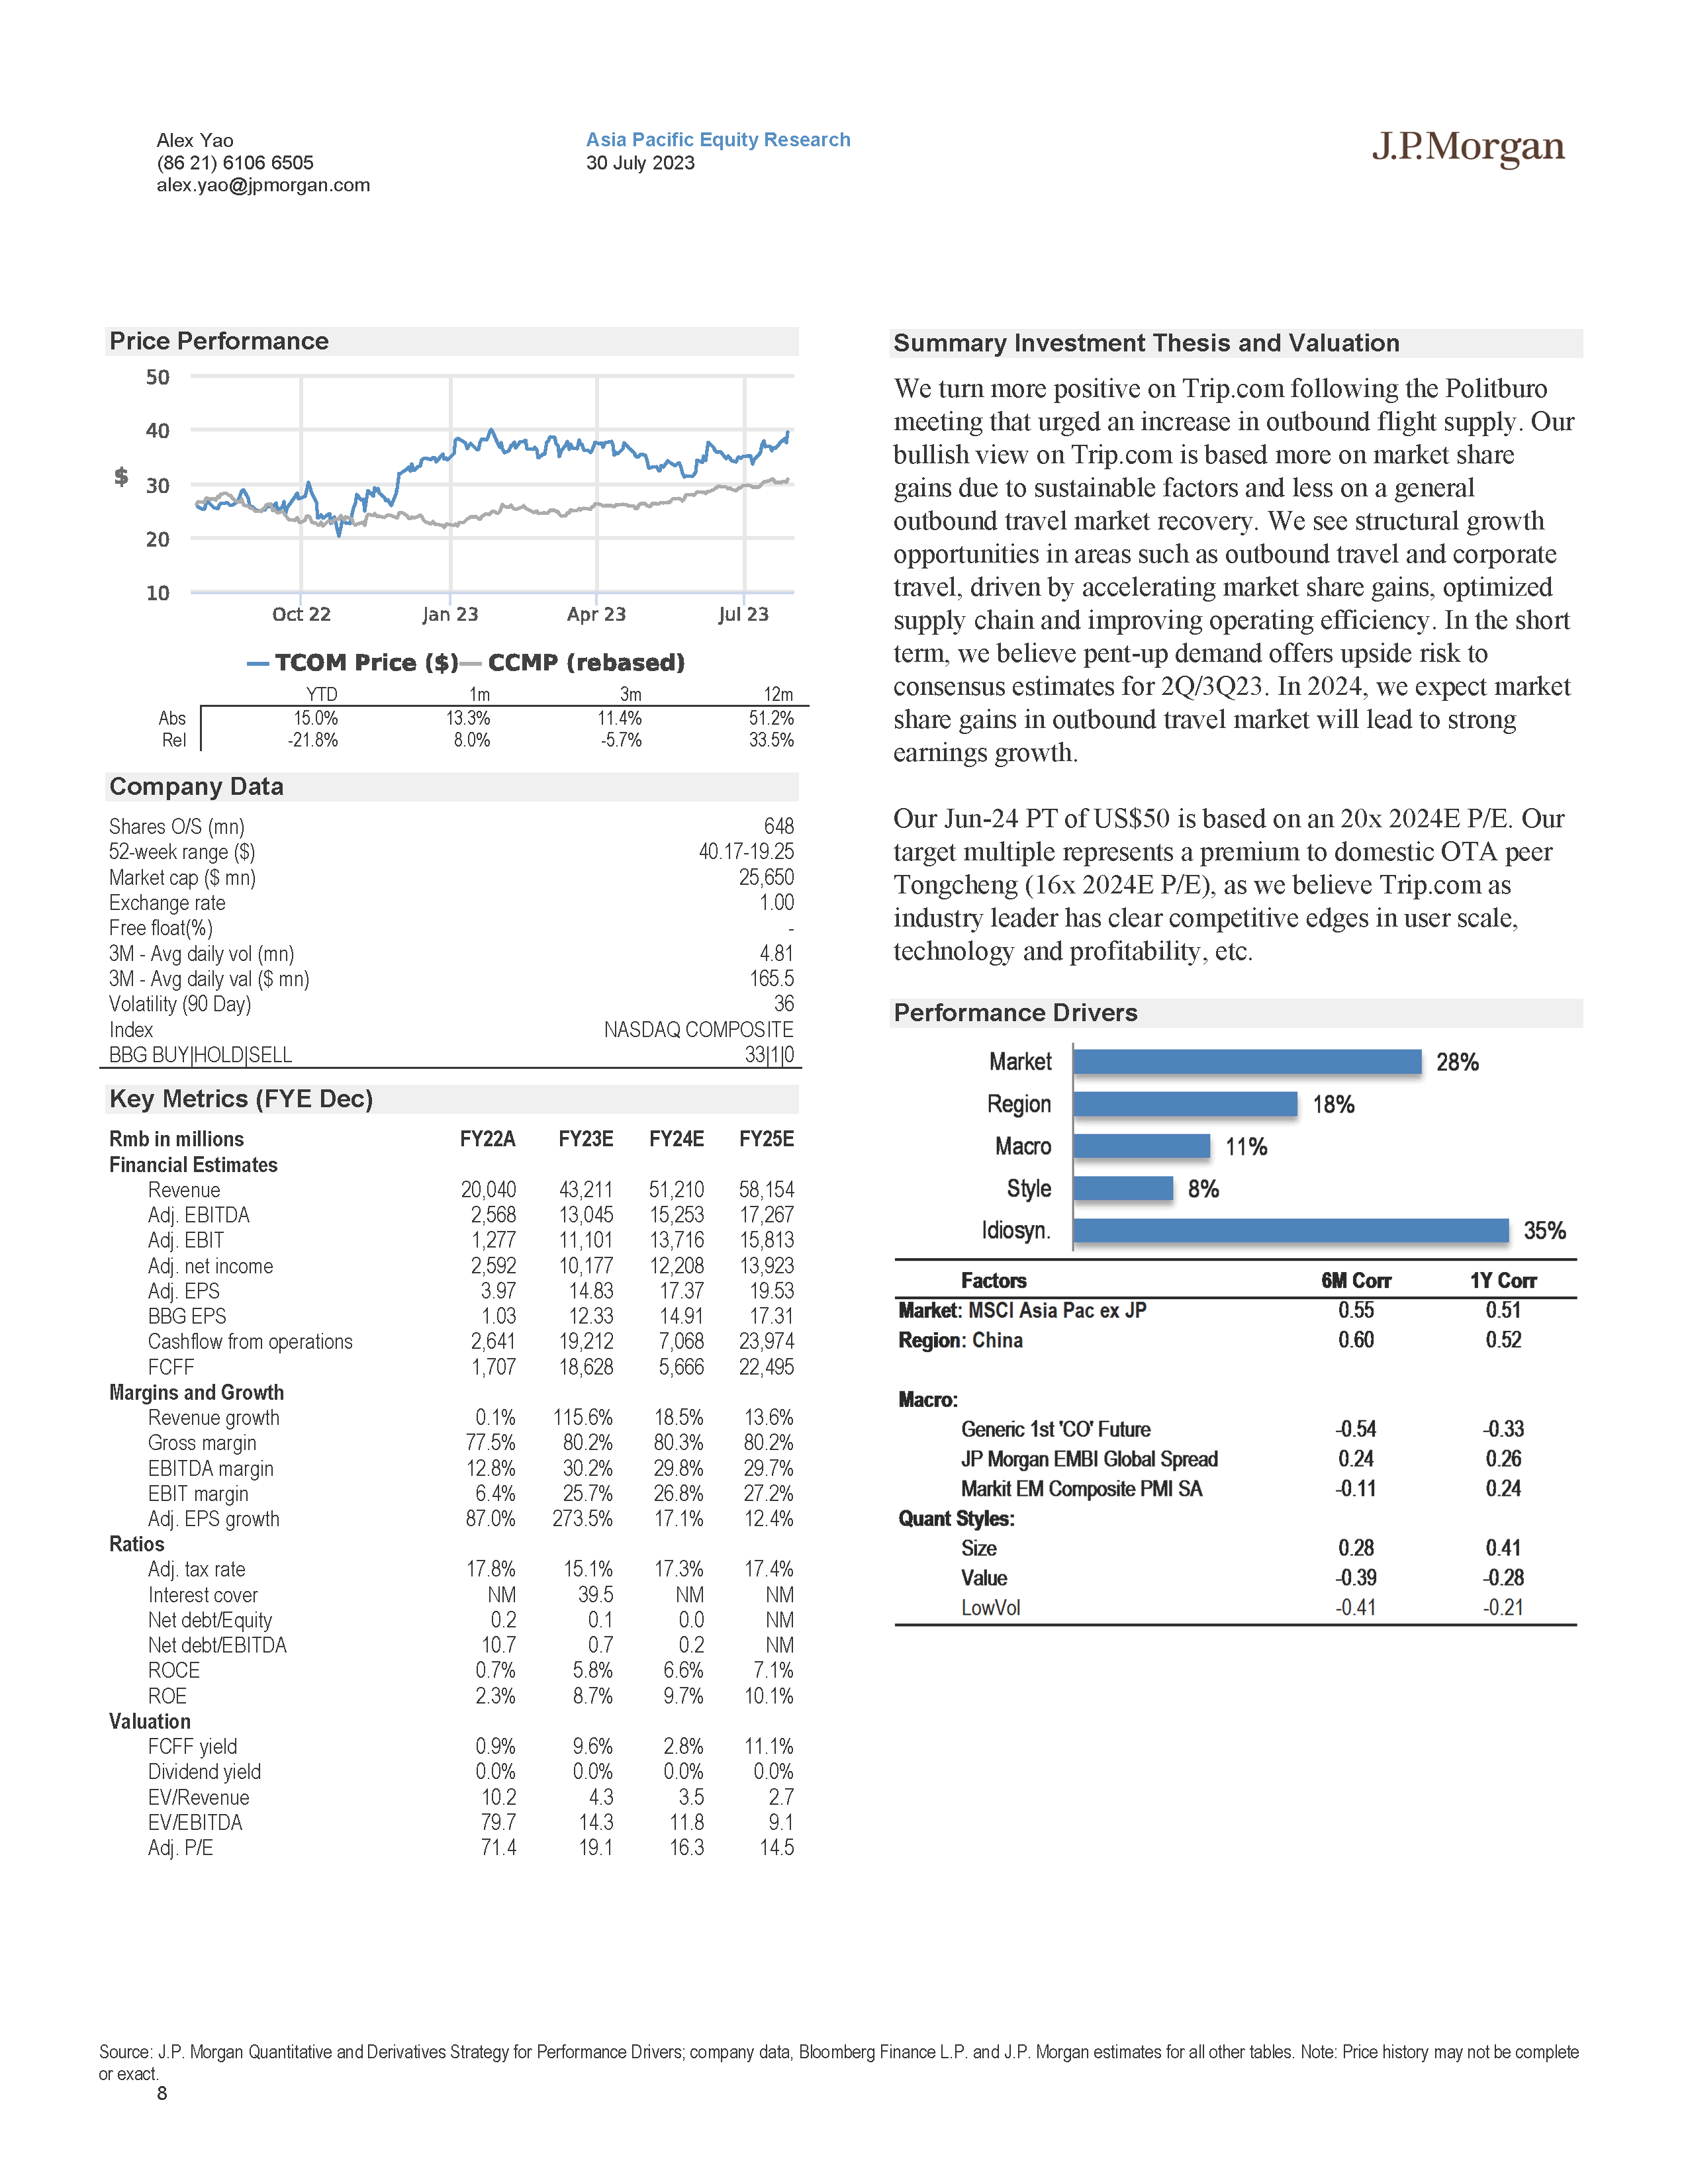 Alex Yao
(86 21) 6106 6505
alex.yao@jpmorgan.com
Asia Pacific Equity Research
30 July 2023
J.P.Morgan
Price Performance
50
40
$
30
20
10
Oct 22 Jan 23 Apr 23 Jul 23
TCOM Price ($) CCMP (rebased)
YTD 1m 3m 12m
Abs 15.0% 13.3% 11.4% 51.2%
Rel -21.8% 8.0% -5.7% 33.5%
Company Data
Shares O/S (mn) 648
52-week range ($) 40.17-19.25
Market cap ($ mn) 25,650
Exchange rate 1.00
Free float(%) -
3M - Avg daily vol (mn) 4.81
3M - Avg daily val ($ mn) 165.5
Volatility (90 Day) 36
Index NASDAQ COMPOSITE
BBG BUY|HOLD|SELL 33|1|0
Key Metrics (FYE Dec)
Rmb in millions FY22A FY23E FY24E FY25E
Financial Estimates
Revenue 20,040 43,211 51,210 58,154
Adj. EBITDA 2,568 13,045 15,253 17,267
Adj. EBIT 1,277 11,101 13,716 15,813
Adj. net income 2,592 10,177 12,208 13,923
Adj. EPS 3.97 14.83 17.37 19.53
BBG EPS 1.03 12.33 14.91 17.31
Cashflow from operations 2,641 19,212 7,068 23,974
FCFF 1,707 18,628 5,666 22,495
Margins and Growth
Revenue growth 0.1% 115.6% 18.5% 13.6%
Gross margin 77.5% 80.2% 80.3% 80.2%
EBITDA margin 12.8% 30.2% 29.8% 29.7%
EBIT margin 6.4% 25.7% 26.8% 27.2%
Adj. EPS growth 87.0% 273.5% 17.1% 12.4%
Ratios
Adj. tax rate 17.8% 15.1% 17.3% 17.4%
Interest cover NM 39.5 NM NM
Net debt/Equity 0.2 0.1 0.0 NM
Net debt/EBITDA 10.7 0.7 0.2 NM
ROCE 0.7% 5.8% 6.6% 7.1%
ROE 2.3% 8.7% 9.7% 10.1%
Valuation
FCFF yield 0.9% 9.6% 2.8% 11.1%
Dividend yield 0.0% 0.0% 0.0% 0.0%
EV/Revenue 10.2 4.3 3.5 2.7
EV/EBITDA 79.7 14.3 11.8 9.1
Adj. P/E 71.4 19.1 16.3 14.5
Summary Investment Thesis and Valuation
We turn more positive on Trip.com following the Politburo
meeting that urged an increase in outbound flight supply. Our
bullish view on Trip.com is based more on market share
gains due to sustainable factors and less on a general
outbound travel market recovery. We see structural growth
opportunities in areas such as outbound travel and corporate
travel, driven by accelerating market share gains, optimized
supply chain and improving operating efficiency. In the short
term, we believe pent-up demand offers upside risk to
consensus estimates for 2Q/3Q23. In 2024, we expect market
share gains in outbound travel market will lead to strong
earnings growth.
Our Jun-24 PT of US$50 is based on an 20x 2024E P/E. Our
target multiple represents a premium to domestic OTA peer
Tongcheng (16x 2024E P/E), as we believe Trip.com as
industry leader has clear competitive edges in user scale,
technology and profitability, etc.
Performance Drivers
Market 28%
Region 18%
Macro 11%
Style 8%
Idiosyn. 35%
Factors 6M Corr 1Y Corr
Market: MSCI Asia Pac ex JP 0.55 0.51
Region: China 0.60 0.52
Macro:
Generic 1st 'CO' Future -0.54 -0.33
JP Morgan EMBI Global Spread 0.24 0.26
Markit EM Composite PMI SA -0.11 0.24
Quant Styles:
Size 0.28 0.41
Value -0.39 -0.28
LowVol -0.41 -0.21
Source: J.P. Morgan Quantitative and Derivatives Strategy for Performance Drivers; company data, Bloomberg Finance L.P. and J.P. Morgan estimates for all other tables. Note: Price history may not be complete
or exact.
8